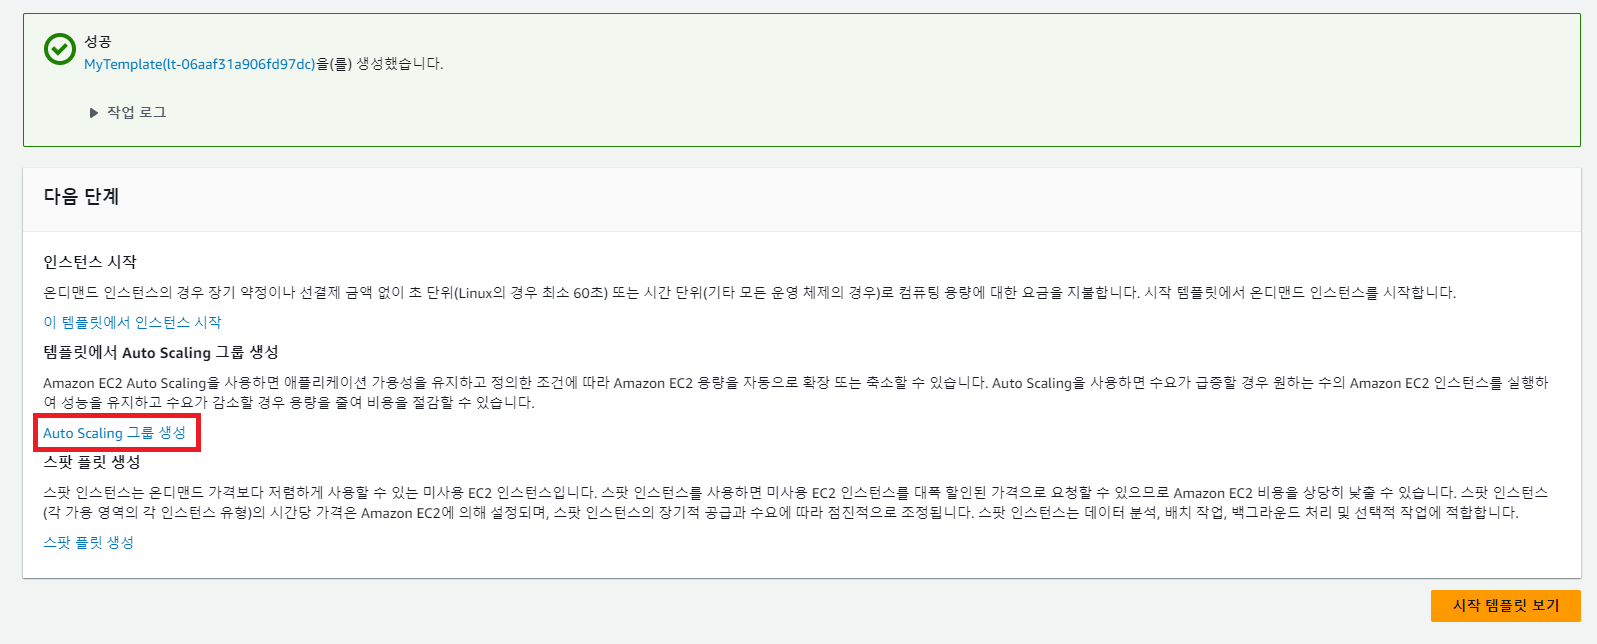 성공
MyTemplate(lt-06aaf31a906fd97dc)을(를) 생성했습니다.
작업 로그
다음 단계
인스턴스 시작
온디맨드 인스턴스의 경우 장기 약정이나 선결제 금액 없이 초 단위(Linux의 경우 최소 60초) 또는 시간 단위(기타 모든 운영 체제의 경우)로 컴퓨팅 용량에 대한 요금을 지불합니다. 시작 템플릿에서 온디맨드 인스턴스를 시작합니다.
이 템플릿에서 인스턴스 시작
템플릿에서 Auto Scaling 그룹 생성
Amazon EC2 Auto Scaling을 사용하면 애플리케이션 가용성을 유지하고 정의한 조건에 따라 Amazon EC2 용량을 자동으로 확장 또는 축소할 수 있습니다. Auto Scaling을 사용하면 수요가 급증할 경우 원하는 수의 Amazon EC2 인스턴스를 실행하
여 성능을 유지하고 수요가 감소할 경우 용량을 줄여 비용을 절감할 수 있습니다.
Auto Scaling 그룹 생성
스팟 플릿 생성
스팟 인스턴스는 온디맨드 가격보다 저렴하게 사용할 수 있는 미사용 EC2 인스턴스입니다. 스팟 인스턴스를 사용하면 미사용 EC2 인스턴스를 대폭 할인된 가격으로 요청할 수 있으므로 Amazon EC2 비용을 상당히 낮출 수 있습니다. 스팟 인스턴스
(각 가용 영역의 각 인스턴스 유형)의 시간당 가격은 Amazon EC2에 의해 설정되며, 스팟 인스턴스의 장기적 공급과 수요에 따라 점진적으로 조정됩니다. 스팟 인스턴스는 데이터 분석, 배치 작업, 백그라운드 처리 및 선택적 작업에 적합합니다.
스팟 플릿 생성
시작 템플릿 보기